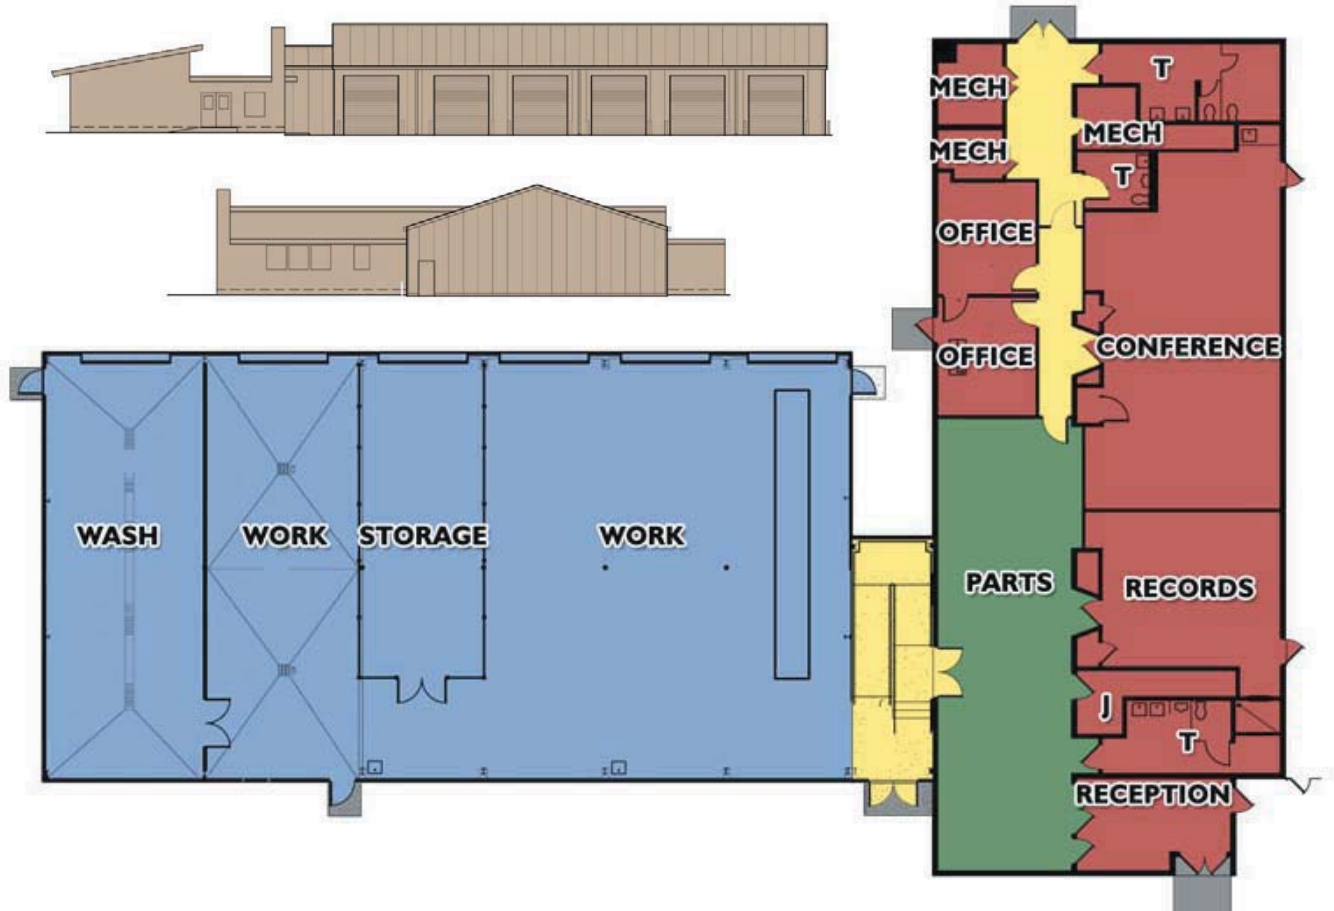 T
MECH
MECH
MECH
T
OFFICE
OFFICE
CONFERENCE
WASH
WORK
STORAGE
WORK
PARTS
RECORDS
J
T
RECEPTION